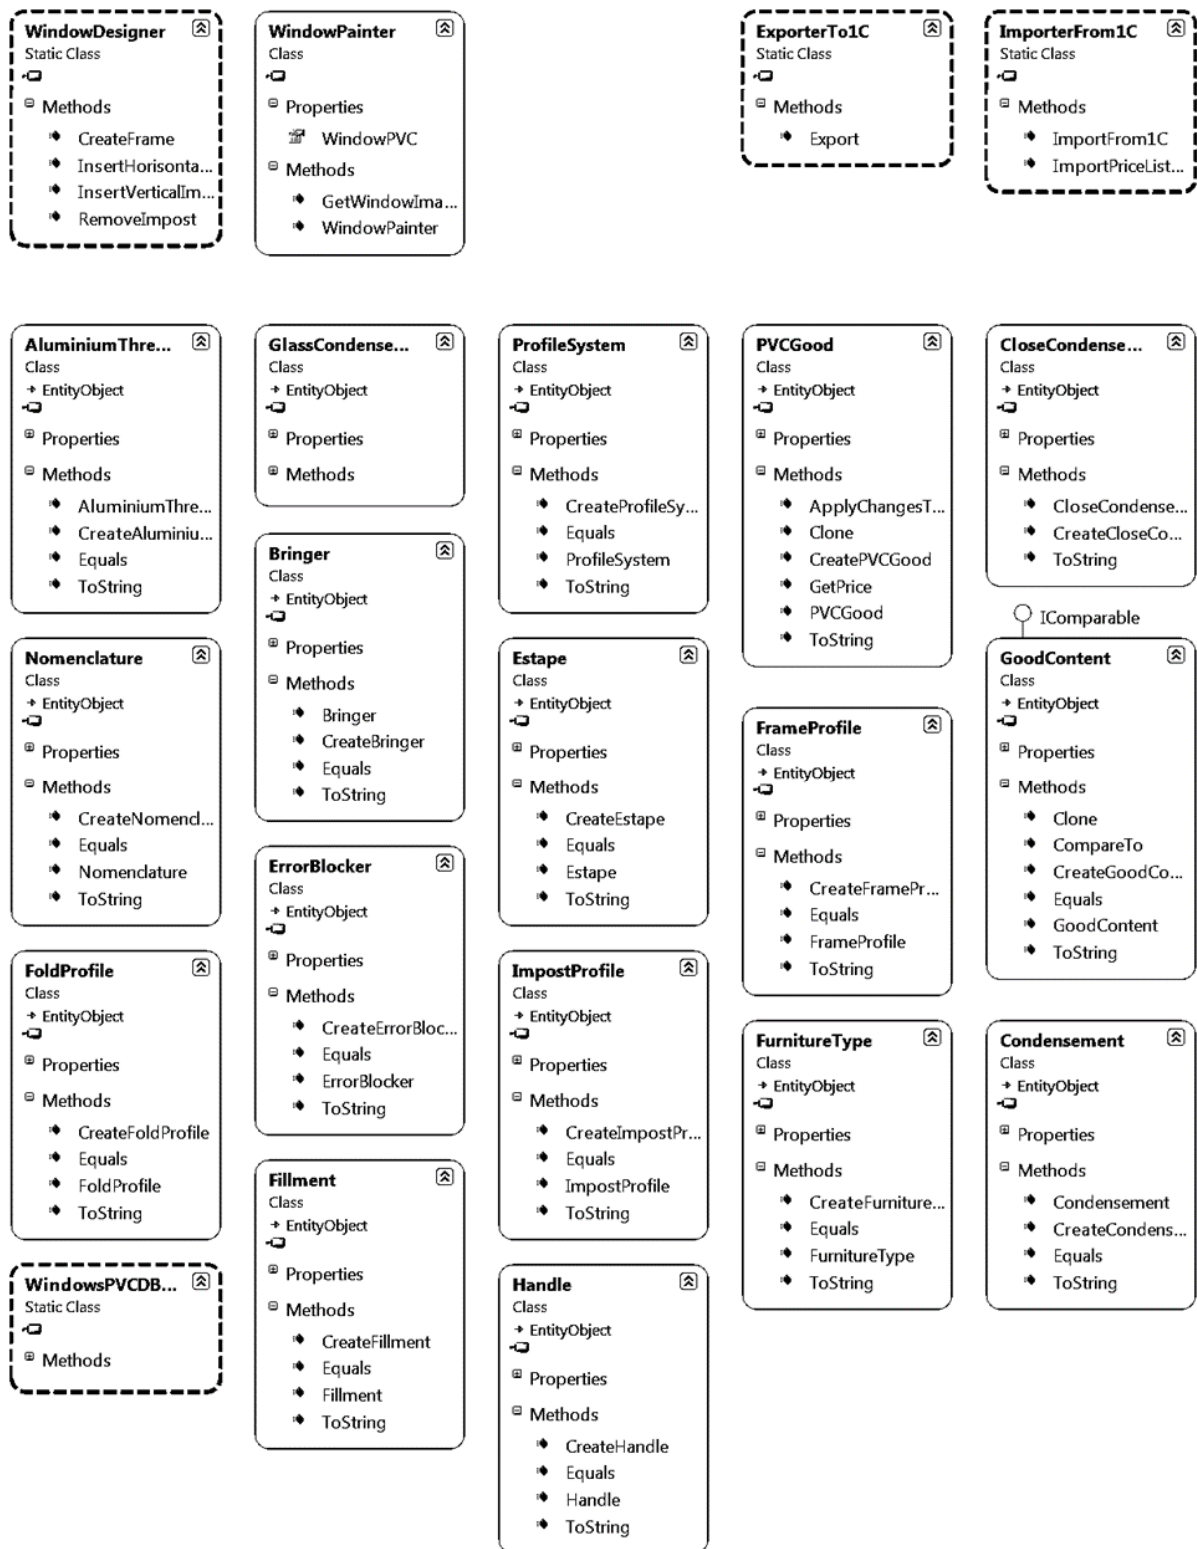 WindowDesigner
Static Class
Methods
CreateFrame
InsertHorisonta...
InsertVerticalIm...
RemoveImpost
WindowPainter
Class
Properties
WindowPVC
Methods
GetWindowIma...
WindowPainter
ExporterTo1C
Static Class
Methods
Export
ImporterFrom1C
Static Class
Methods
ImportFrom1C
ImportPriceList...
AluminiumThre...
Class
EntityObject
Properties
Methods
AluminiumThre...
CreateAluminiu...
Equals
ToString
Nomenclature
Class
EntityObject
Properties
Methods
CreateNomencl...
Equals
Nomenclature
ToString
FoldProfile
Class
EntityObject
Properties
Methods
CreateFoldProfile
Equals
FoldProfile
ToString
WindowsPVCDB...
Static Class
Methods
GlassCondense...
Class
EntityObject
Properties
Methods
Bringer
Class
EntityObject
Properties
Methods
Bringer
CreateBringer
Equals
ToString
ErrorBlocker
Class
EntityObject
Properties
Methods
CreateErrorBloc...
Equals
ErrorBlocker
ToString
Fillment
Class
EntityObject
Properties
Methods
CreateFillment
Equals
Fillment
ToString
ProfileSystem
Class
EntityObject
Properties
Methods
CreateProfileSy...
Equals
ProfileSystem
ToString
Estape
Class
EntityObject
Properties
Methods
CreateEstape
Equals
Estape
ToString
ImpostProfile
Class
EntityObject
Properties
Methods
CreateImpostPr...
Equals
ImpostProfile
ToString
Handle
Class
EntityObject
Properties
Methods
CreateHandle
Equals
Handle
ToString
PVCGood
Class
EntityObject
Properties
Methods
ApplyChangesT...
Clone
CreatePVCGood
GetPrice
PVCGood
ToString
FrameProfile
Class
EntityObject
Properties
Methods
CreateFramePr...
Equals
FrameProfile
ToString
FurnitureType
Class
EntityObject
Properties
Methods
CreateFurniture...
Equals
FurnitureType
ToString
CloseCondense...
Class
EntityObject
Properties
Methods
CloseCondense...
CreateCloseCo...
ToString
IComparable
GoodContent
Class
EntityObject
Properties
Methods
Clone
CompareTo
CreateGoodCo...
Equals
GoodContent
ToString
Condensement
Class
EntityObject
Properties
Methods
Condensement
CreateCondens...
Equals
ToString